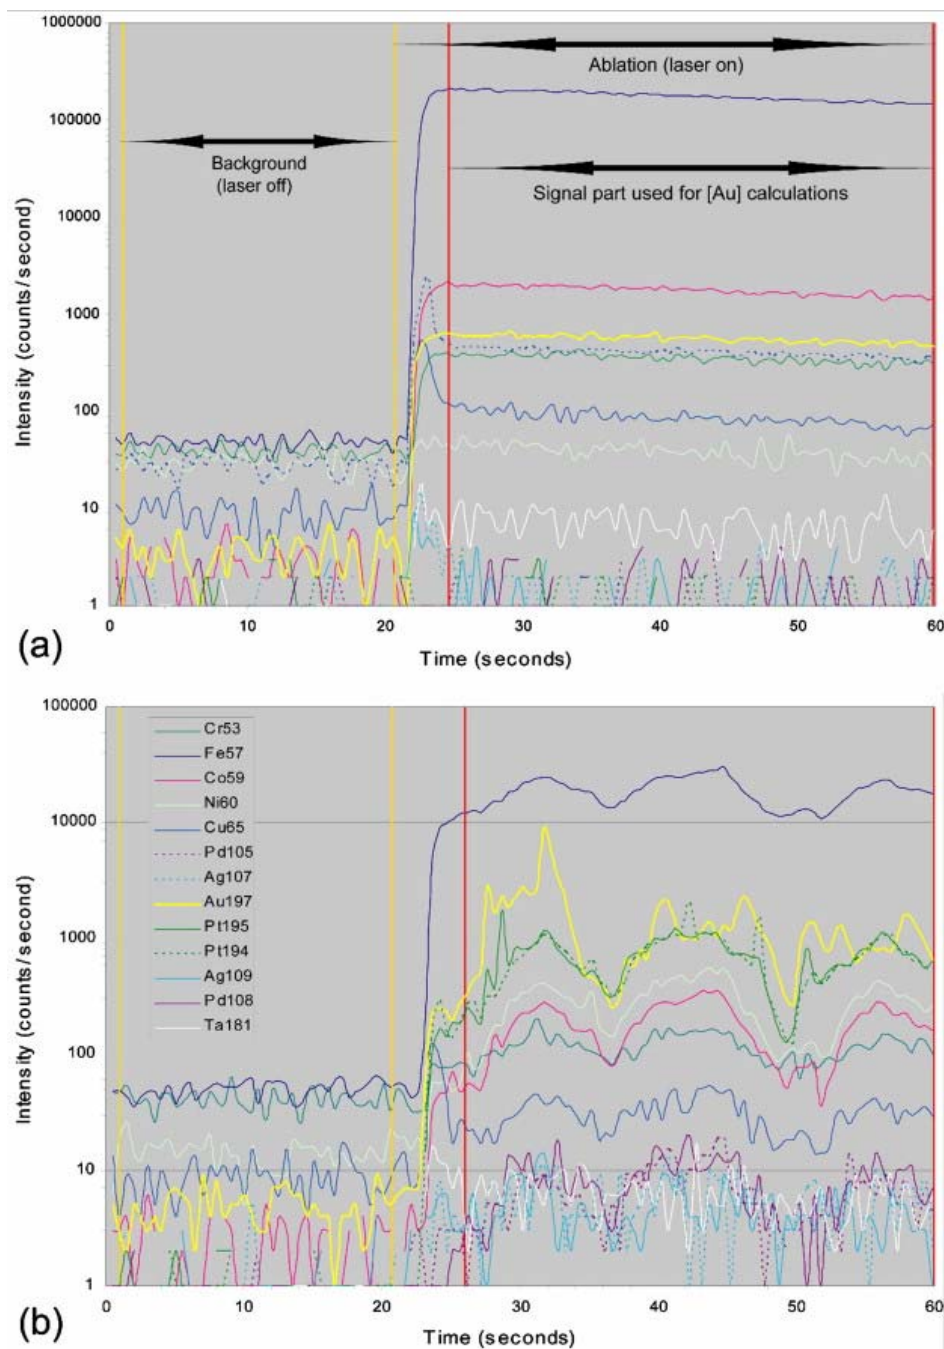 1000000
100000
10000
1000
100
10
1
Intensity (counts/second)
Ablation (laser on)
Background
(laser off)
Signal part used for [Au] calculations
0 10 20 30 40 50 60
Time (seconds)
(a)
100000
10000
1000
100
10
1
Intensity (counts/second)
Cr53
Fe57
Co59
Ni60
Cu65
Pd105
Ag107
Au197
Pt195
Pt194
Ag109
Pd108
Ta181
0 10 20 30 40 50 60
Time (seconds)
(b)